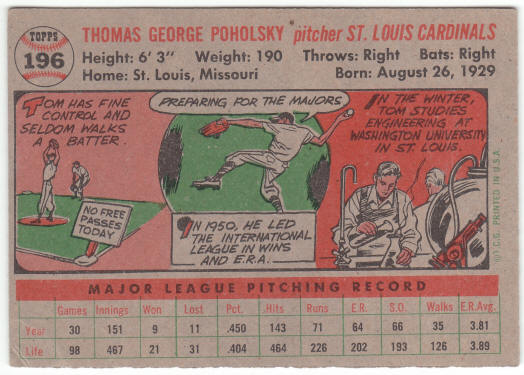 TOPPS
196
THOMAS GEORGE POHOLSKY pitcher ST. LOUIS CARDINALS
Height: 6' 3" Weight: 190 Throws: Right Bats: Right
Home: St. Louis, Missouri Born: August 26, 1929
TOM HAS FINE
CONTROL AND
SELDOM WALKS
A BATTER.
NO FREE
PASSES
TODAY
PREPARING FOR THE MAJORS
IN 1950, HE LED
THE INTERNATIONAL
LEAGUE IN WINS
AND E.R.A.
IN THE WINTER,
TOM STUDIES
ENGINEERING AT
WASHINGTON UNIVERSITY
IN ST. LOUIS.
T.C.G. PRINTED IN U.S.A.
MAJOR LEAGUE PITCHING RECORD
Games Innings Won Lost Pct. Hits Runs E.R. S.O. Walks E.R.Avg.
Year 30 151 9 11 .450 143 71 64 66 35 3.81
Life 98 467 21 31 .404 464 226 202 193 126 3.89